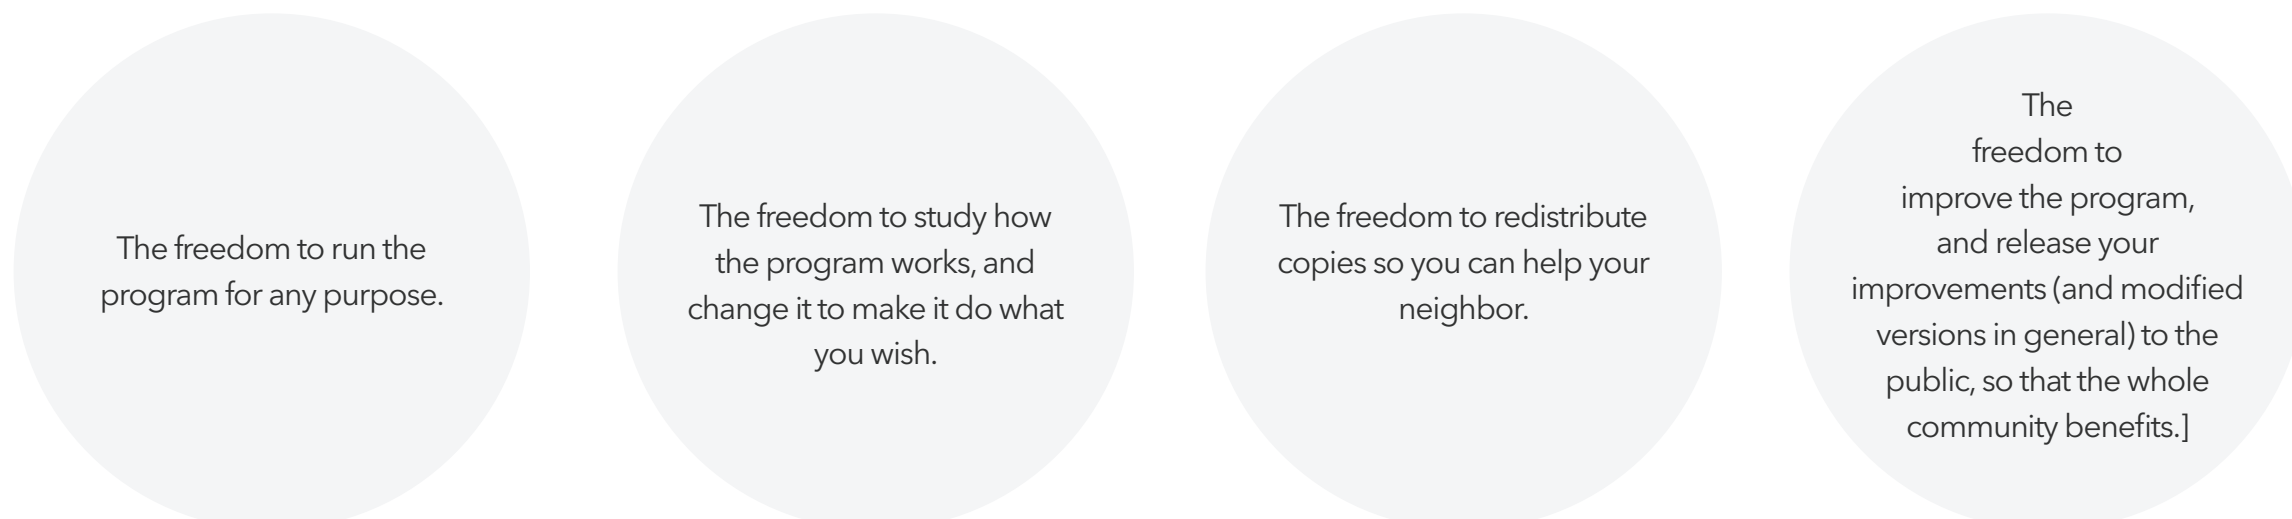 The freedom to run the
program for any purpose.
The freedom to study how
the program works, and
change it to make it do what
you wish.
The freedom to redistribute
copies so you can help your
neighbor.
The
freedom to
improve the program,
and release your
improvements (and modified
versions in general) to the
public, so that the whole
community benefits.]